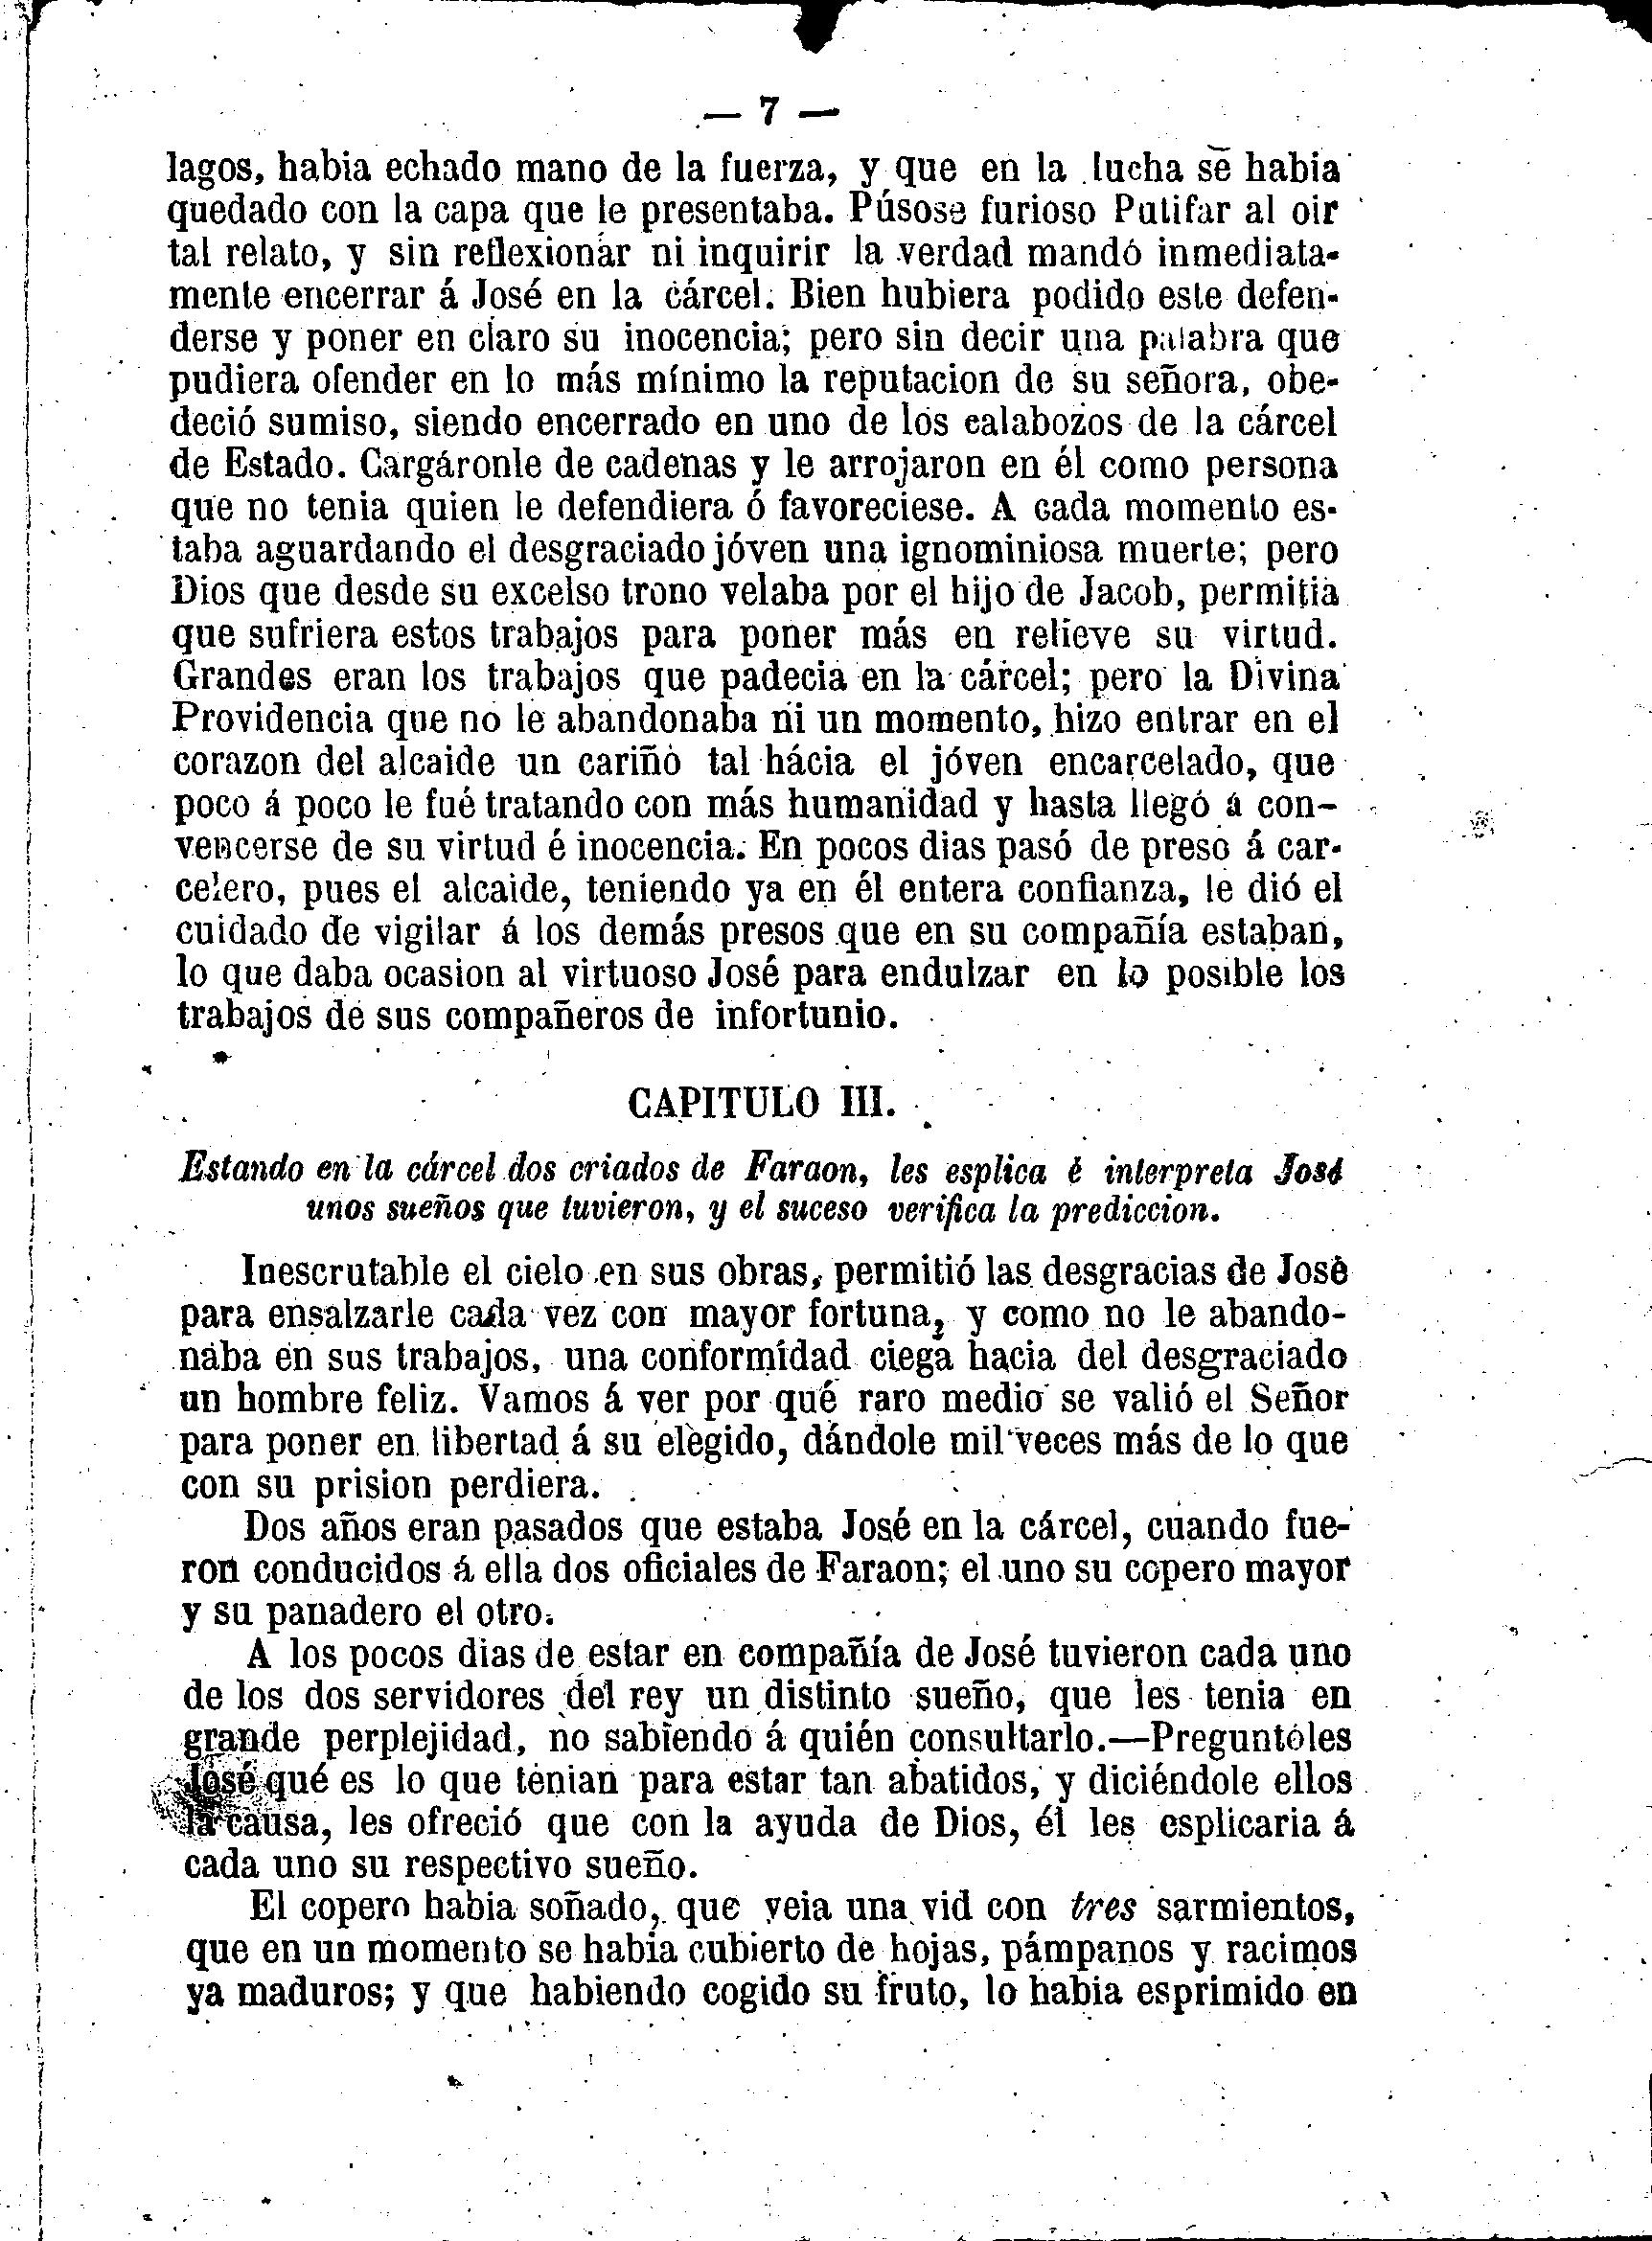 — 7 —
lagos, habia echado mano de la fuerza, y que en la lucha se habia
quedado con la capa que le presentaba. Púsose furioso Putifar al oir
tal relato, y sin reflexionar ni inquirir la verdad mandó inmediata-
mente encerrar á José en la cárcel. Bien hubiera podido este defen-
derse y poner en claro su inocencia; pero sin decir una palabra que
pudiera ofender en lo más mínimo la reputacion de su señora, obe-
deció sumiso, siendo encerrado en uno de los calabozos de la cárcel
de Estado. Cargáronle de cadenas y le arrojaron en él como persona
que no tenia quien le defendiera ó favoreciese. A cada momento es-
taba aguardando el desgraciado jóven una ignominiosa muerte; pero
Dios que desde su excelso trono velaba por el hijo de Jacob, permitia
que sufriera estos trabajos para poner más en relieve su virtud.
Grandes eran los trabajos que padecia en la cárcel; pero la Divina
Providencia que no le abandonaba ni un momento, hizo entrar en el
corazon del alcaide un cariño tal hácia el jóven encarcelado, que
poco á poco le fué tratando con más humanidad y hasta llegó á con-
vencerse de su virtud é inocencia. En pocos dias pasó de preso á car-
celero, pues el alcaide, teniendo ya en él entera confianza, le dió el
cuidado de vigilar á los demás presos que en su compañía estaban,
lo que daba ocasion al virtuoso José para endulzar en lo posible los
trabajos de sus compañeros de infortunio.
CAPITULO III.
Estando en la cárcel dos criados de Faraon, les esplica é interpreta José
unos sueños que tuvieron, y el suceso verifica la prediccion.
Inescrutable el cielo en sus obras, permitió las desgracias de José
para ensalzarle cada vez con mayor fortuna, y como no le abando-
naba en sus trabajos, una conformidad ciega hacia del desgraciado
un hombre feliz. Vamos á ver por qué raro medio se valió el Señor
para poner en libertad á su elegido, dándole mil veces más de lo que
con su prision perdiera.
Dos años eran pasados que estaba José en la cárcel, cuando fue-
ron conducidos á ella dos oficiales de Faraon; el uno su copero mayor
y su panadero el otro.
A los pocos dias de estar en compañía de José tuvieron cada uno
de los dos servidores del rey un distinto sueño, que les tenia en
grande perplejidad, no sabiendo á quién consultarlo.—Preguntóles
José qué es lo que tenian para estar tan abatidos, y diciéndole ellos
la causa, les ofreció que con la ayuda de Dios, él les esplicaria á
cada uno su respectivo sueño.
El copero habia soñado, que veia una vid con tres sarmientos,
que en un momento se habia cubierto de hojas, pámpanos y racimos
ya maduros; y que habiendo cogido su fruto, lo habia esprimido en